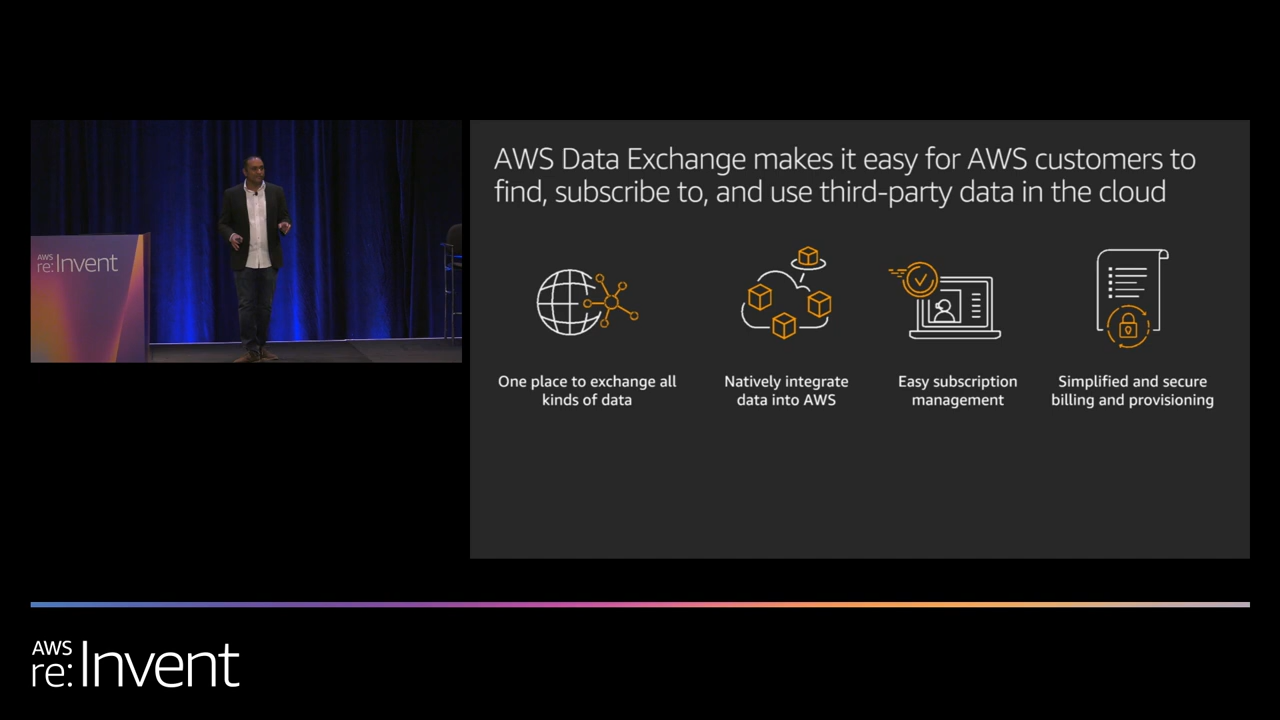 AWS
re:Invent
AWS Data Exchange makes it easy for AWS customers to
find, subscribe to, and use third-party data in the cloud
One place to exchange all
kinds of data
Natively integrate
data into AWS
Easy subscription
management
Simplified and secure
billing and provisioning
AWS
re:Invent